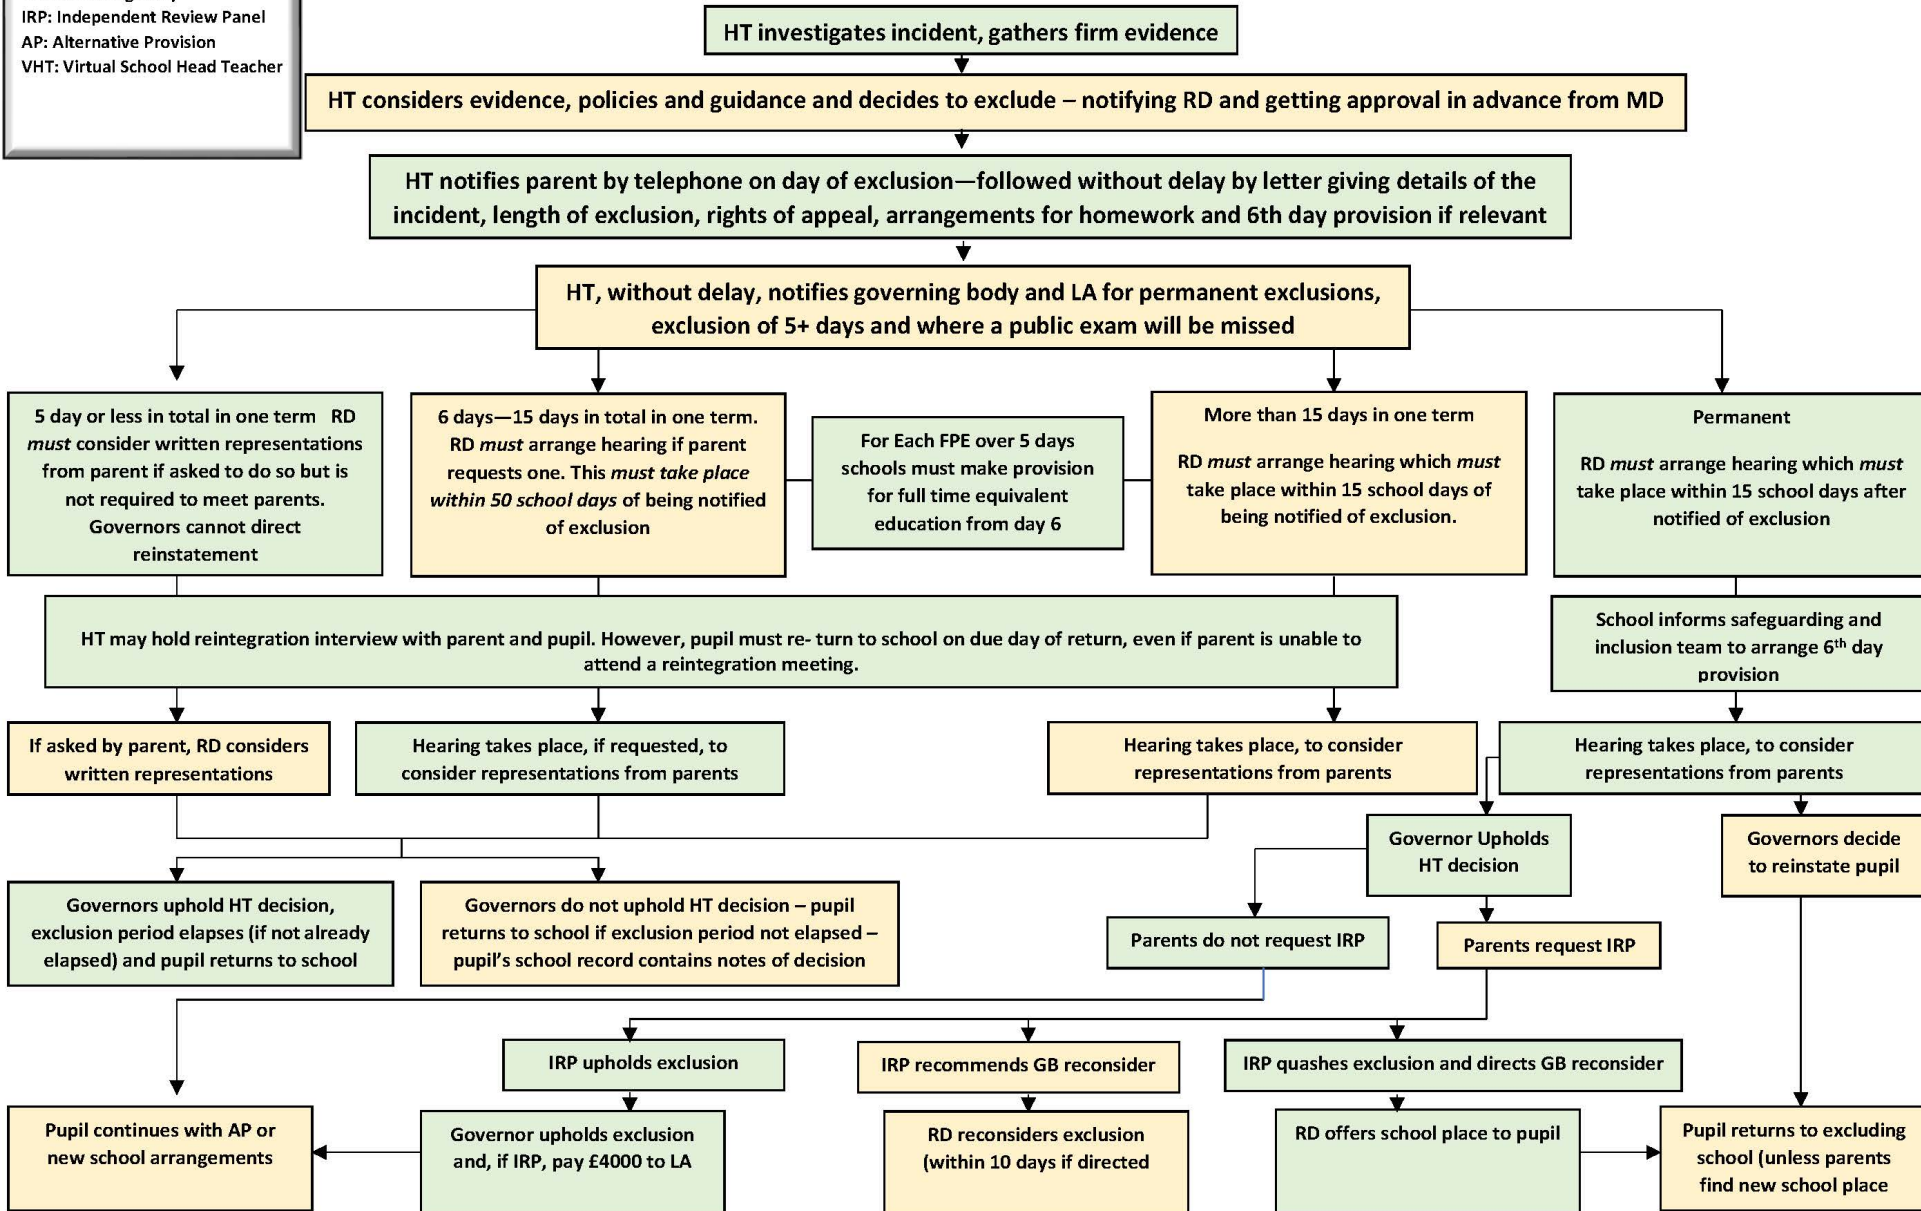 IRP: Independent Review Panel
AP: Alternative Provision
VHT: Virtual School Head Teacher
HT investigates incident, gathers firm evidence
HT considers evidence, policies and guidance and decides to exclude – notifying RD and getting approval in advance from MD
HT notifies parent by telephone on day of exclusion—followed without delay by letter giving details of the
incident, length of exclusion, rights of appeal, arrangements for homework and 6th day provision if relevant
HT, without delay, notifies governing body and LA for permanent exclusions,
exclusion of 5+ days and where a public exam will be missed
5 day or less in total in one term RD
must consider written representations
from parent if asked to do so but is
not required to meet parents.
Governors cannot direct
reinstatement
6 days—15 days in total in one term.
RD must arrange hearing if parent
requests one. This must take place
within 50 school days of being notified
of exclusion
For Each FPE over 5 days
schools must make provision
for full time equivalent
education from day 6
More than 15 days in one term
RD must arrange hearing which must
take place within 15 school days of
being notified of exclusion.
Permanent
RD must arrange hearing which must
take place within 15 school days after
notified of exclusion
HT may hold reintegration interview with parent and pupil. However, pupil must re- turn to school on due day of return, even if parent is unable to
attend a reintegration meeting.
School informs safeguarding and
inclusion team to arrange 6th day
provision
If asked by parent, RD considers
written representations
Hearing takes place, if requested, to
consider representations from parents
Hearing takes place, to consider
representations from parents
Hearing takes place, to consider
representations from parents
Governor Upholds
HT decision
Governors decide
to reinstate pupil
Governors uphold HT decision,
exclusion period elapses (if not already
elapsed) and pupil returns to school
Governors do not uphold HT decision – pupil
returns to school if exclusion period not elapsed –
pupil's school record contains notes of decision
Parents do not request IRP
Parents request IRP
IRP upholds exclusion
IRP recommends GB reconsider
IRP quashes exclusion and directs GB reconsider
Pupil continues with AP or
new school arrangements
Governor upholds exclusion
and, if IRP, pay £4000 to LA
RD reconsiders exclusion
(within 10 days if directed
RD offers school place to pupil
Pupil returns to excluding
school (unless parents
find new school place